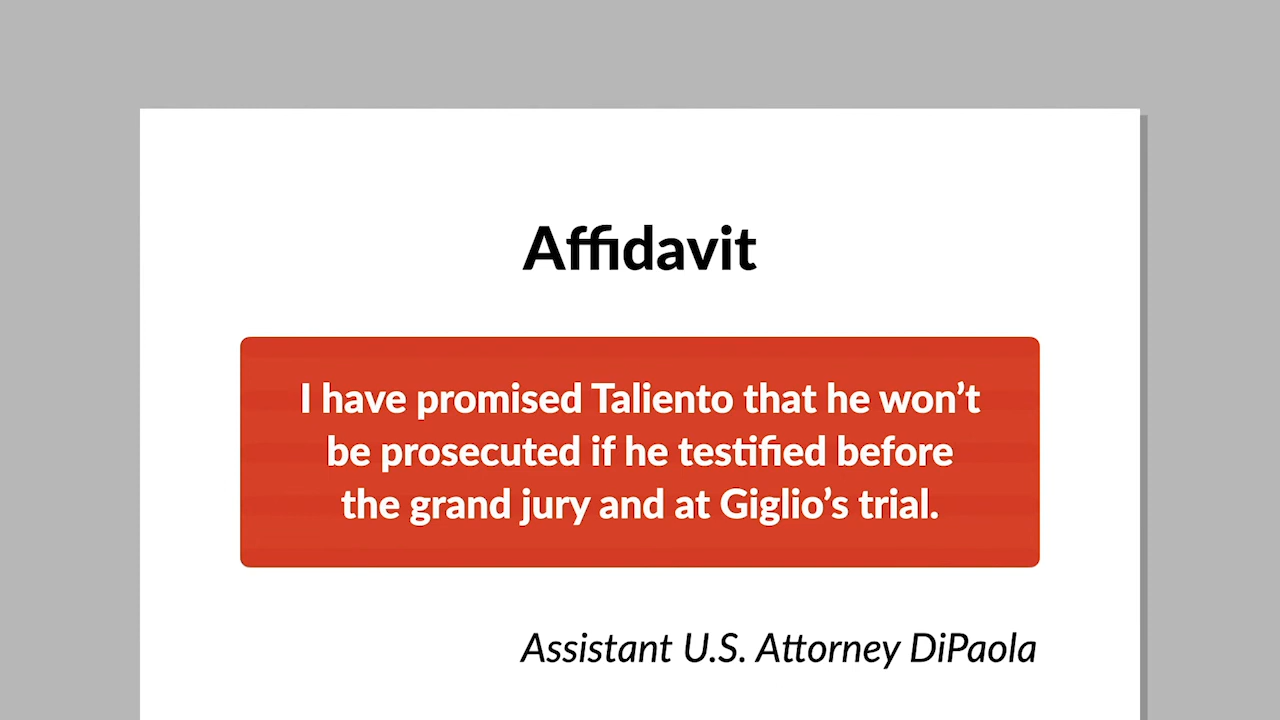 Affidavit
I have promised Taliento that he won’t
be prosecuted if he testified before
the grand jury and at Giglio’s trial.
Assistant U.S. Attorney DiPaola